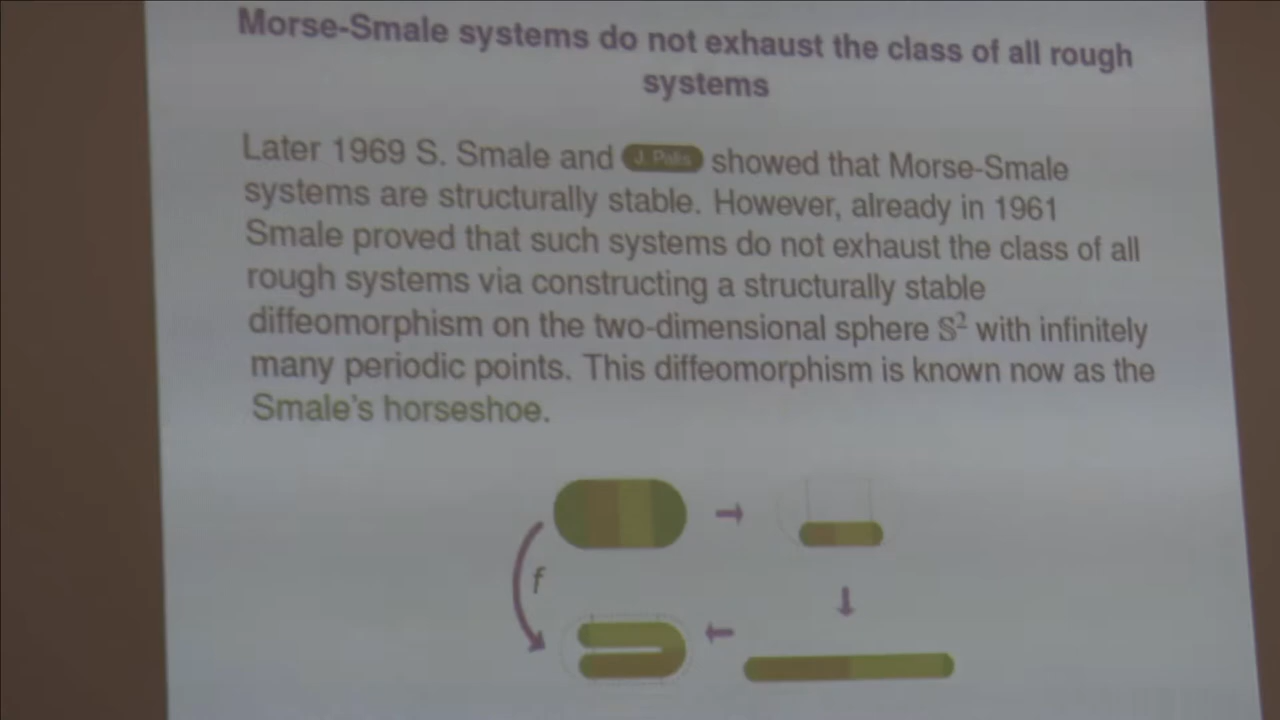 Morse-Smale systems do not exhaust the class of all rough
systems
Later 1969 S. Smale and J. Palis showed that Morse-Smale
systems are structurally stable. However, already in 1961
Smale proved that such systems do not exhaust the class of all
rough systems via constructing a structurally stable
diffeomorphism on the two-dimensional sphere 𝕊² with infinitely
many periodic points. This diffeomorphism is known now as the
Smale's horseshoe.
f